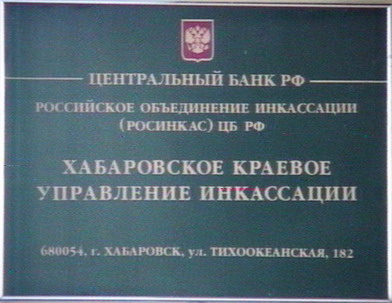 ЦЕНТРАЛЬНЫЙ БАНК РФ
РОССИЙСКОЕ ОБЪЕДИНЕНИЕ ИНКАССАЦИИ
(РОСИНКАС) ЦБ РФ
ХАБАРОВСКОЕ КРАЕВОЕ
УПРАВЛЕНИЕ ИНКАССАЦИИ
680054, г. ХАБАРОВСК, ул. ТИХООКЕАНСКАЯ, 182